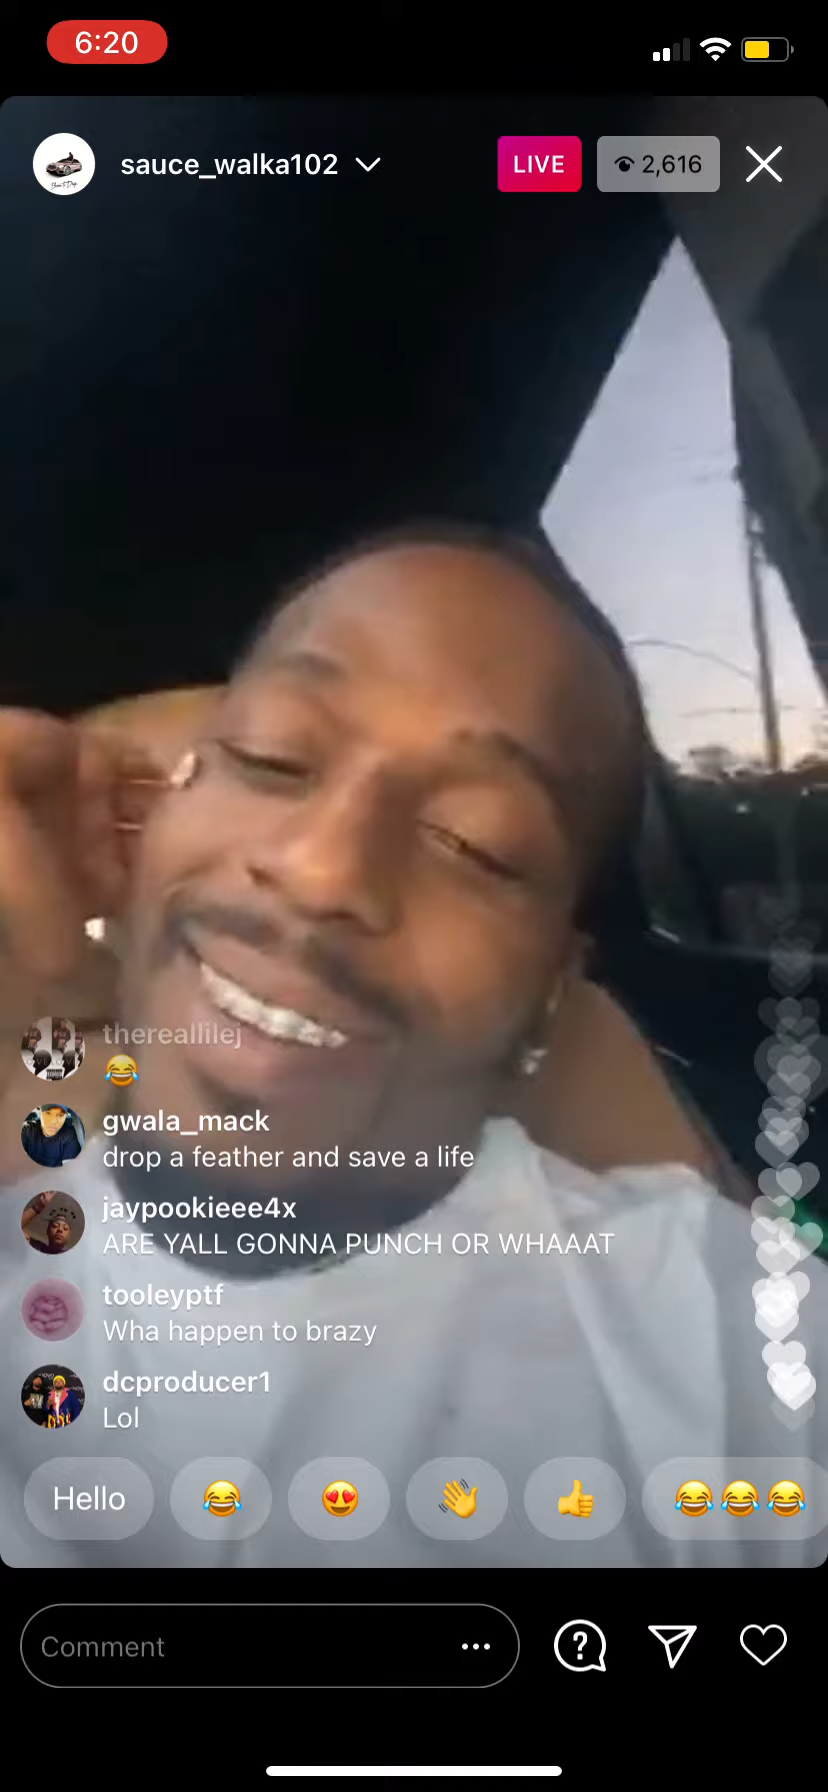 6:20
sauce_walka102
LIVE
2,616
thereallilej
😂
gwala_mack
drop a feather and save a life
jaypookieee4x
ARE YALL GONNA PUNCH OR WHAAAT
tooleyptf
Wha happen to brazy
dcproducer1
Lol
Hello 😂 😍 👋 👍 😂😂😂
Comment